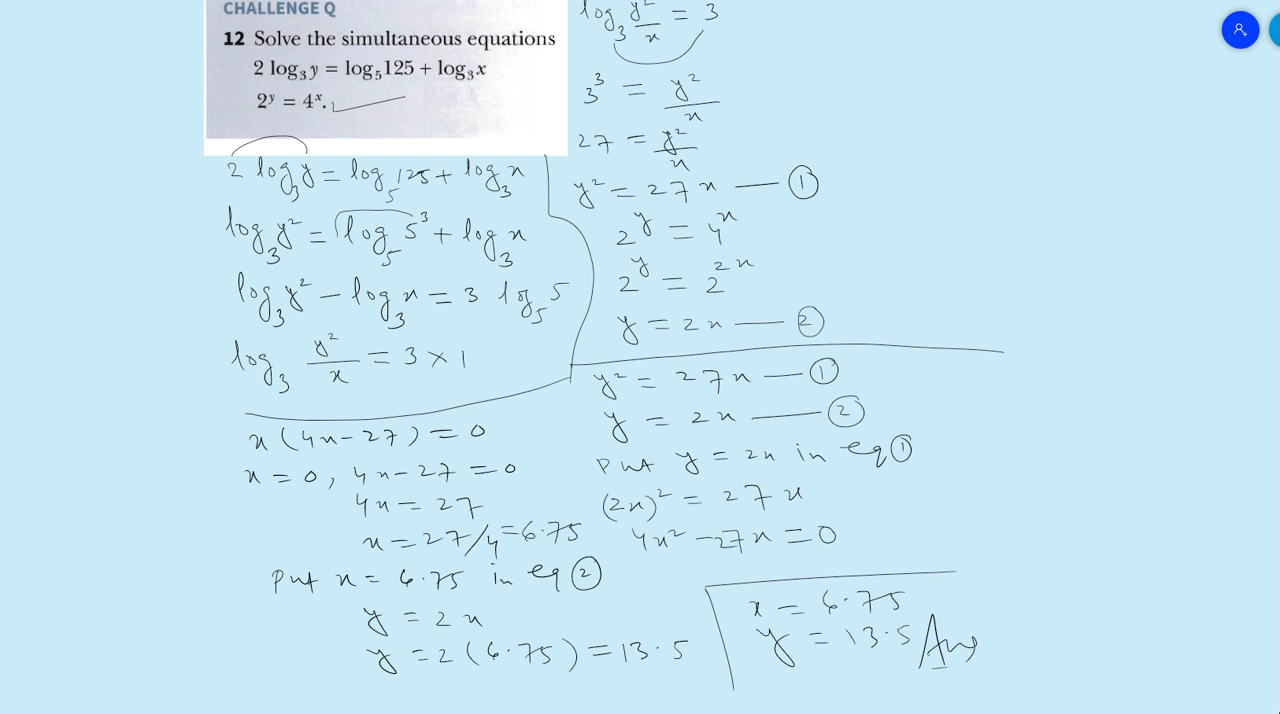 CHALLENGE Q
12 Solve the simultaneous equations
2 log₃y = log₅125 + log₃x
2ʸ = 4ˣ.
2 log₃ y = log₅ 125 + log₃ x
log₃ y² = log₅ 5³ + log₃ x
log₃ y² − log₃ x = 3 log₅ 5
log₃ y²/x = 3 × 1
log₃ y²/x = 3
3³ = y²/x
27 = y²/x
y² = 27x — ①
2ʸ = 4ˣ
2ʸ = 2²ˣ
y = 2x — ②
y² = 27x — ①
y = 2x — ②
Put y = 2x in eq ①
(2x)² = 27x
4x² − 27x = 0
x(4x − 27) = 0
x = 0, 4x − 27 = 0
4x = 27
x = 27/4 = 6.75
Put x = 6.75 in eq ②
y = 2x
y = 2(6.75) = 13.5
x = 6.75
y = 13.5 Ans